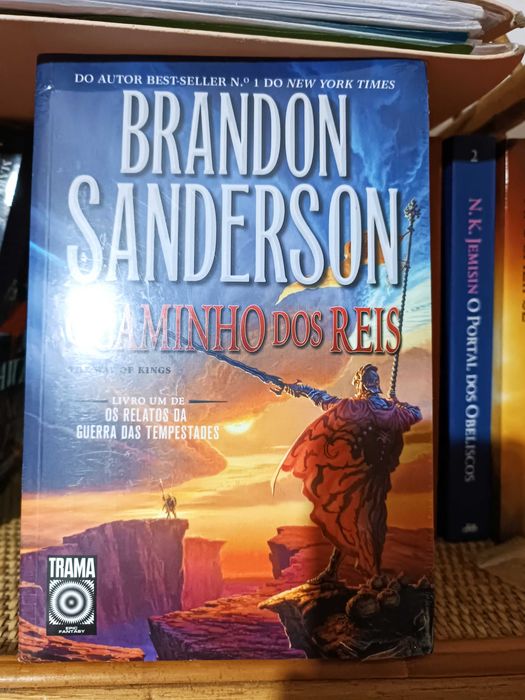 DO AUTOR BEST-SELLER N.º 1 DO NEW YORK TIMES
BRANDON
SANDERSON
CAMINHO DOS REIS
THE WAY OF KINGS
LIVRO UM DE
OS RELATOS DA
GUERRA DAS TEMPESTADES
TRAMA
EPIC
FANTASY
2
N. K. JEMISIN O PORTAL DOS OBELISCOS